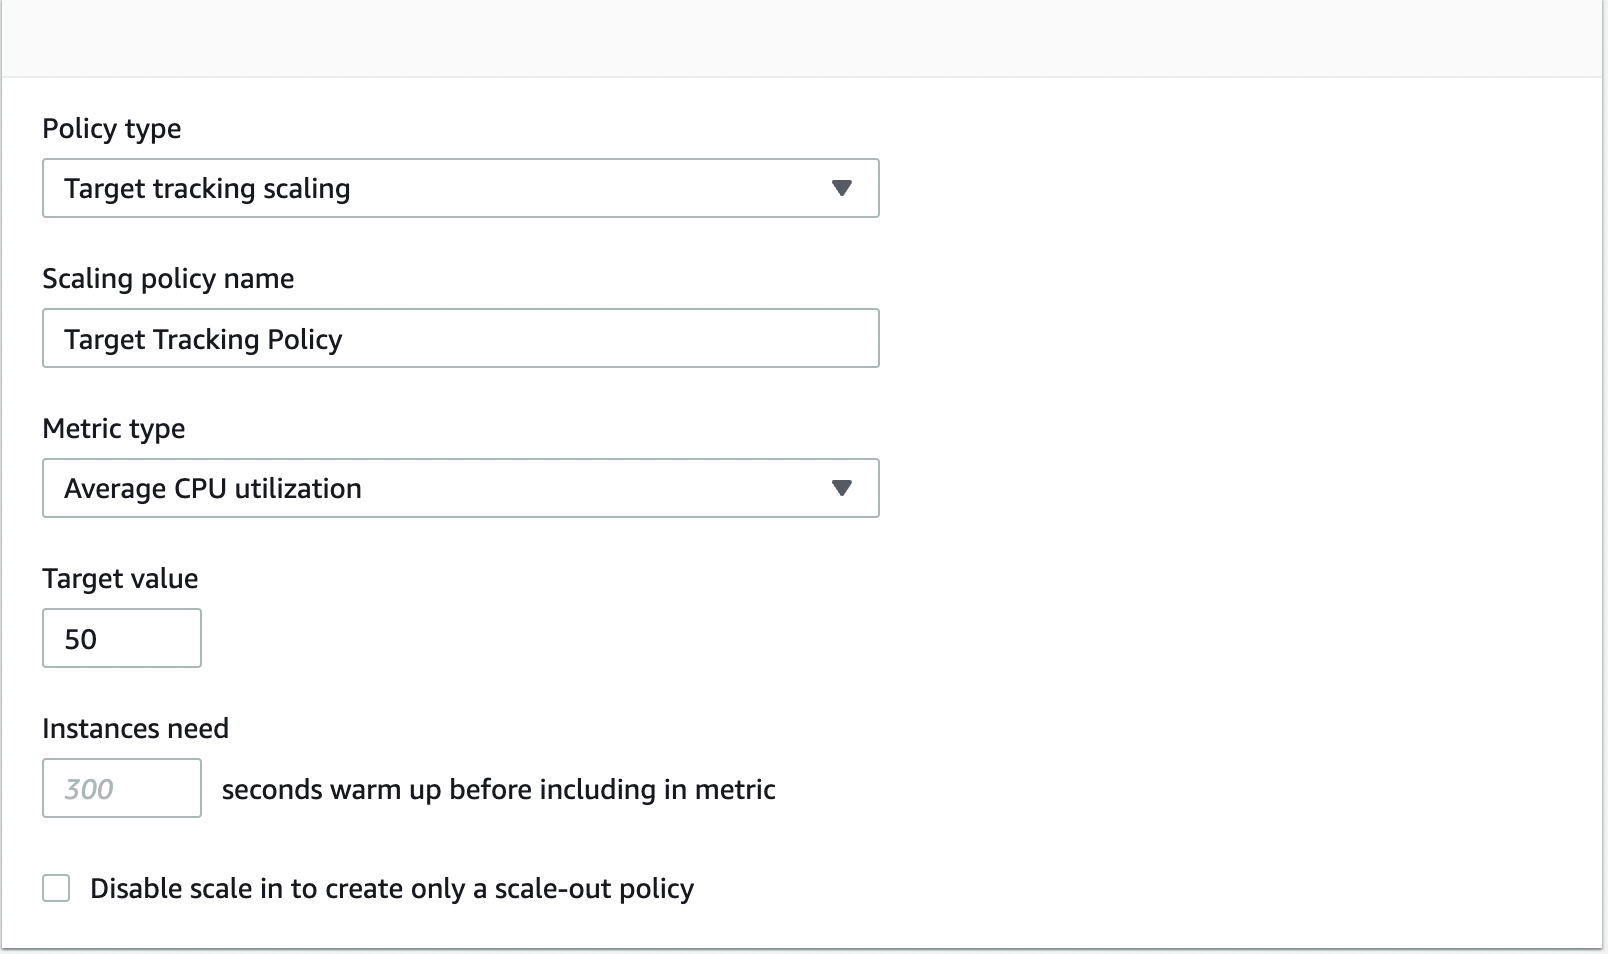 Policy type
Target tracking scaling
Scaling policy name
Target Tracking Policy
Metric type
Average CPU utilization
Target value
50
Instances need
300 seconds warm up before including in metric
Disable scale in to create only a scale-out policy